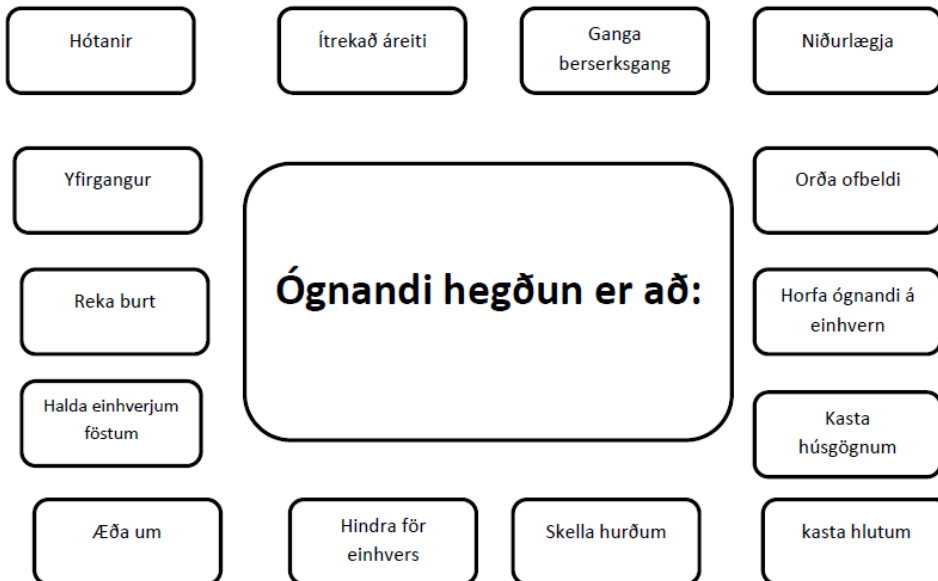 Hótanir
Ítrekað áreiti
Ganga
berserksgang
Niðurlægja
Yfirgangur
Orða ofbeldi
Ógnandi hegðun er að:
Reka burt
Horfa ógnandi á
einhvern
Halda einhverjum
föstum
Kasta
húsgögnum
Æða um
Hindra för
einhvers
Skella hurðum
kasta hlutum